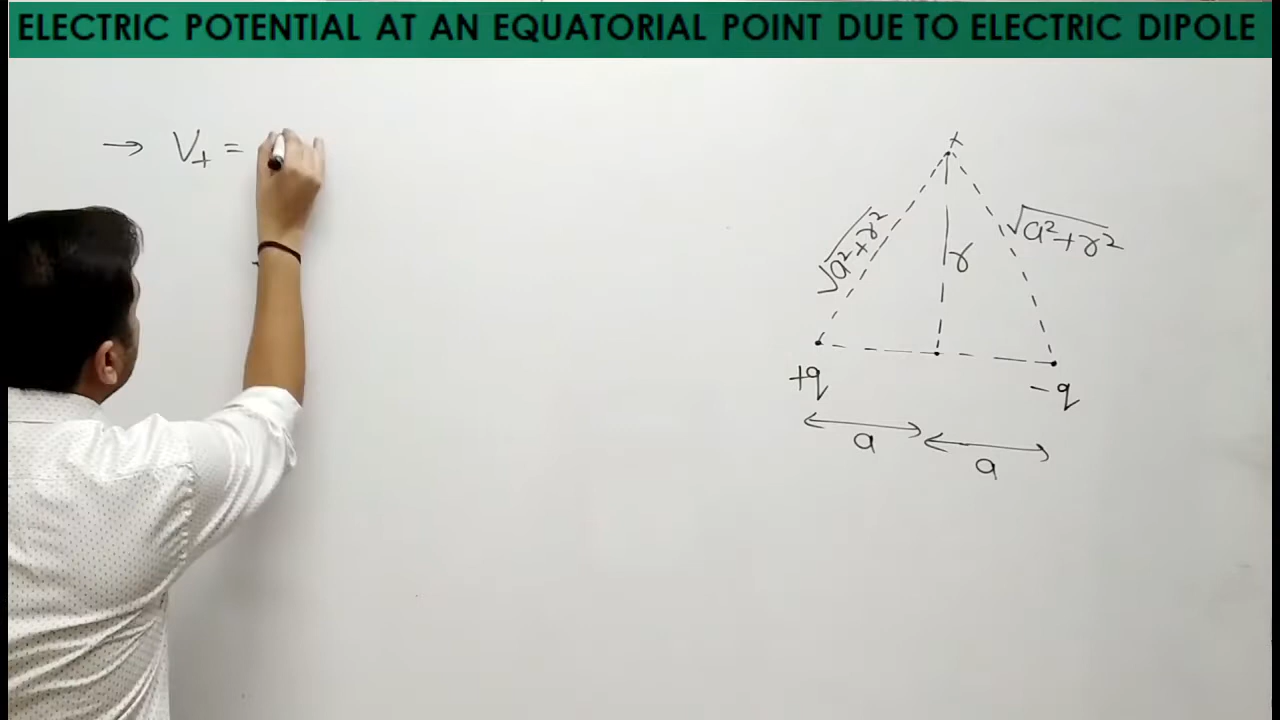 ELECTRIC POTENTIAL AT AN EQUATORIAL POINT DUE TO ELECTRIC DIPOLE
→ V₊ =
√a²+r²
√a²+r²
r
+q
-q
a
a